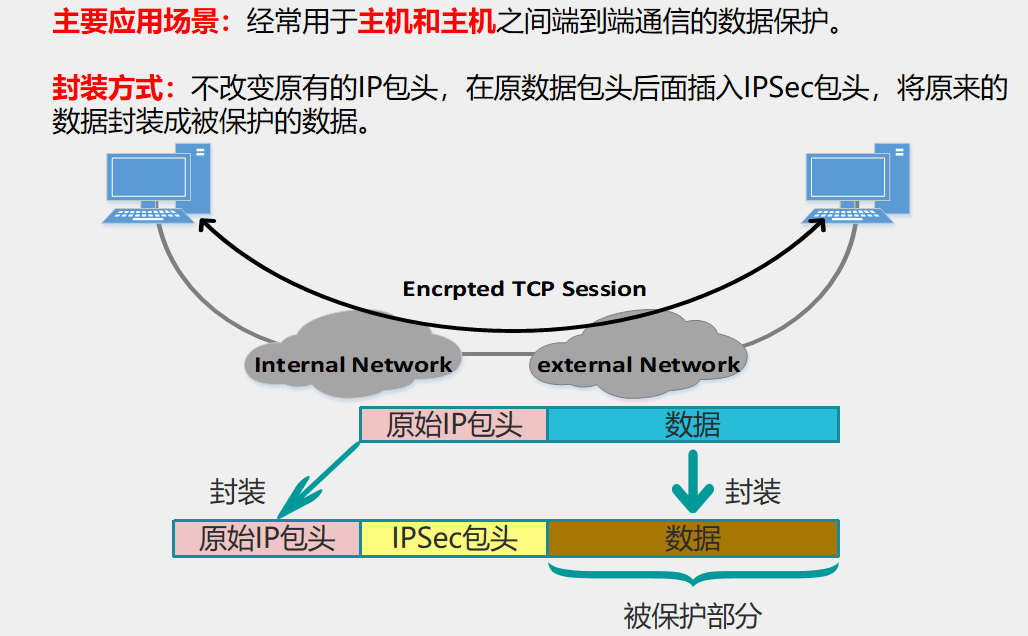 主要应用场景：经常用于主机和主机之间端到端通信的数据保护。
封装方式：不改变原有的IP包头，在原数据包头后面插入IPSec包头，将原来的
数据封装成被保护的数据。
Encrpted TCP Session
Internal Network
external Network
原始IP包头
数据
封装
封装
原始IP包头
IPSec包头
数据
被保护部分